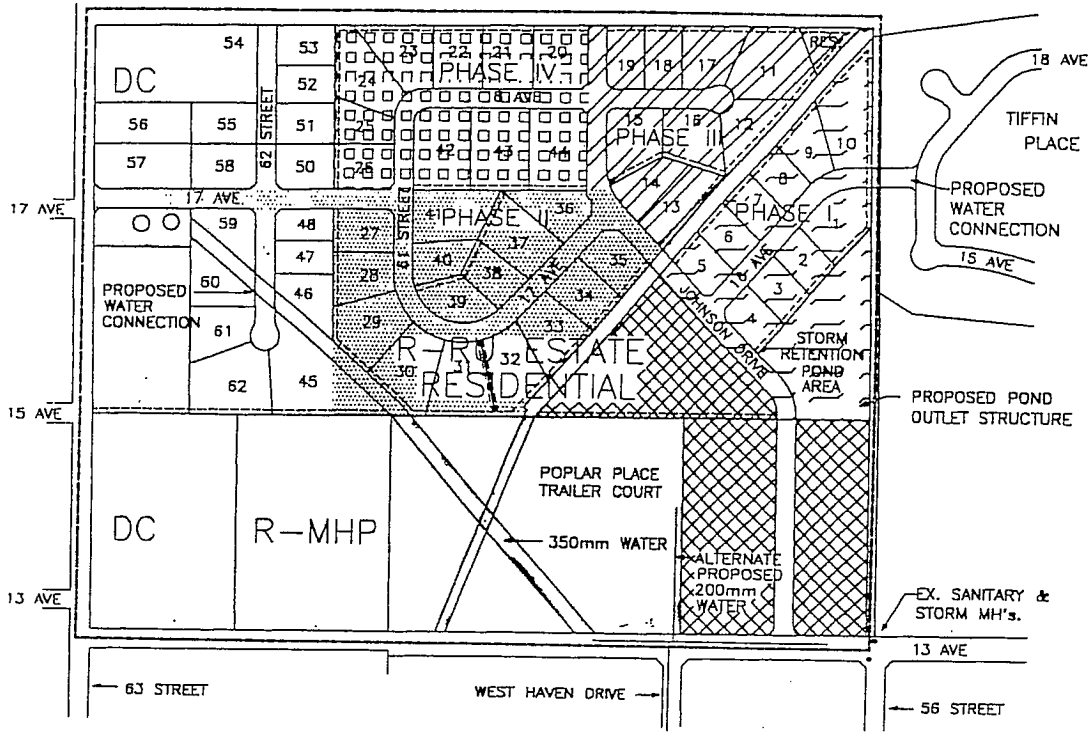 54
53
23
22
21
20
RES.
18 AVE
DC
PHASE IV
19
18
17
11
52
24
18 AVE
TIFFIN
PLACE
56
55
62 STREET
51
25
42
43
44
15
16
PHASE III
12
9
10
57
58
50
26
14
8
17 AVE
17 AVE.
63 STREET
41
PHASE II
36
13
7
PHASE I
1
PROPOSED
WATER
CONNECTION
59
48
27
37
6
47
28
40
38
17 AVE
35
5
18 AVE
2
15 AVE
PROPOSED
WATER
CONNECTION
60
46
39
34
JOHNSON DRIVE
3
61
29
33
4
STORM
RETENTION
POND
AREA
R-RD ESTATE
RESIDENTIAL
62
45
30
31
32
15 AVE
PROPOSED POND
OUTLET STRUCTURE
POPLAR PLACE
TRAILER COURT
DC
R-MHP
350mm WATER
ALTERNATE
PROPOSED
200mm
WATER
13 AVE
EX. SANITARY &
STORM MH's.
13 AVE
63 STREET
WEST HAVEN DRIVE
56 STREET